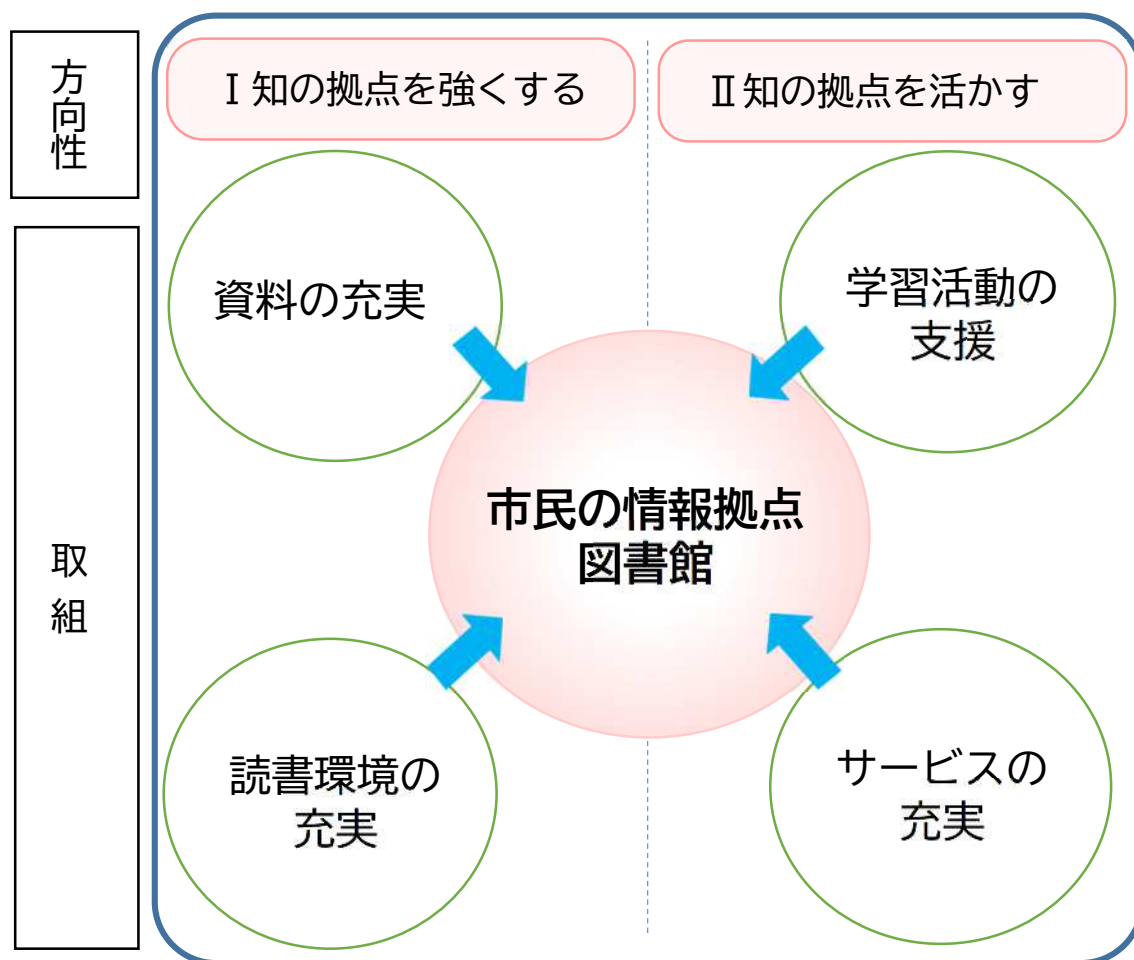 方向性
Ⅰ 知の拠点を強くする
Ⅱ 知の拠点を活かす
取組
資料の充実
学習活動の
支援
市民の情報拠点
図書館
読書環境の
充実
サービスの
充実